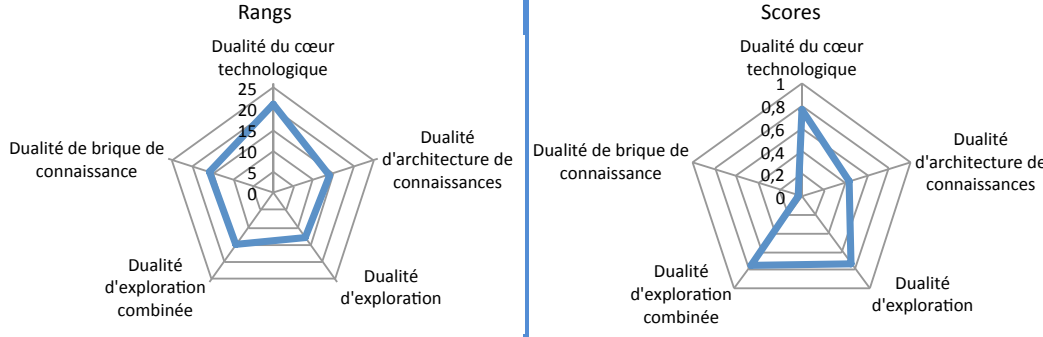 Rangs
Dualité du cœur
technologique
25
20
15
10
5
0
Dualité
d'architecture de
connaissances
Dualité
d'exploration
Dualité
d'exploration
combinée
Dualité de brique de
connaissance
Scores
Dualité du cœur
technologique
1
0,8
0,6
0,4
0,2
0
Dualité
d'architecture de
connaissances
Dualité
d'exploration
Dualité
d'exploration
combinée
Dualité de brique de
connaissance